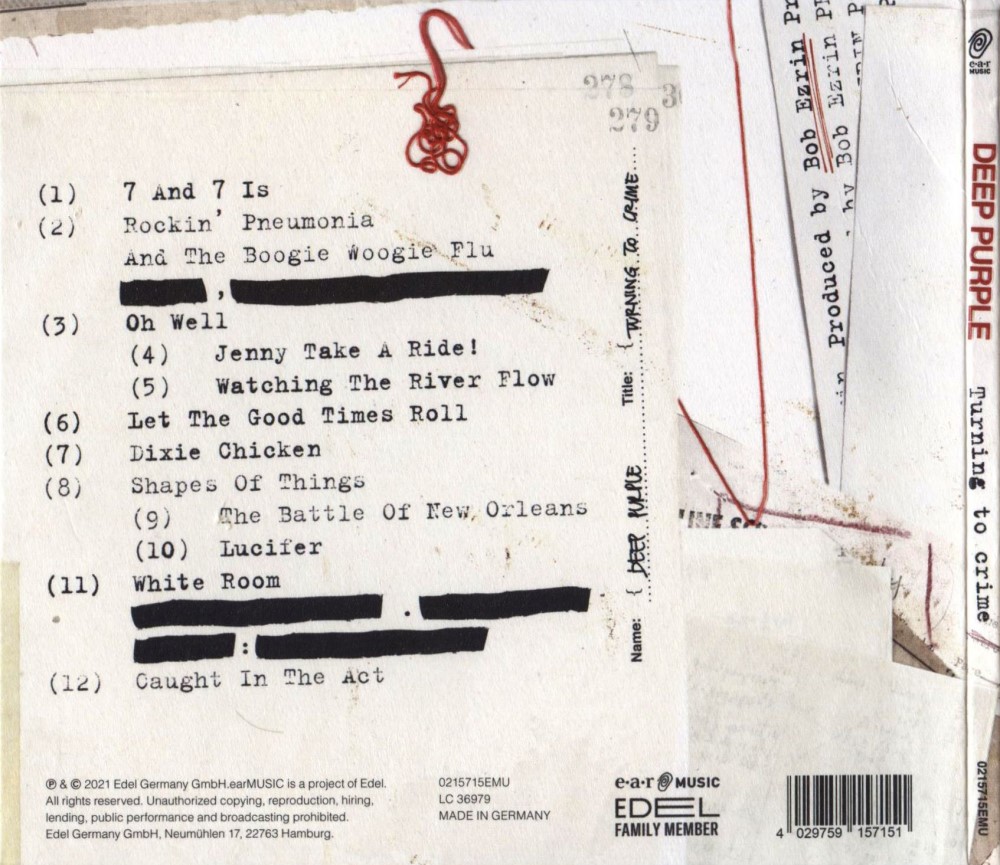 278
279
(1) 7 And 7 Is
(2) Rockin' Pneumonia
And The Boogie Woogie Flu
,
(3) Oh Well
(4) Jenny Take A Ride!
(5) Watching The River Flow
(6) Let The Good Times Roll
(7) Dixie Chicken
(8) Shapes Of Things
(9) The Battle Of New Orleans
(10) Lucifer
(11) White Room
.
:
(12) Caught In The Act
Name: { DEEP PURPLE
Title: { TURNING TO CRIME
Produced by Bob Ezrin Pr
by Bob Ezrin Pr
DEEP PURPLE Turning to crime
0215715EMU
e·a·r
MUSIC
℗ & © 2021 Edel Germany GmbH.earMUSIC is a project of Edel.
All rights reserved. Unauthorized copying, reproduction, hiring,
lending, public performance and broadcasting prohibited.
Edel Germany GmbH, Neumühlen 17, 22763 Hamburg.
0215715EMU
LC 36979
MADE IN GERMANY
e·a·r MUSIC
EDEL
FAMILY MEMBER
4 029759 157151